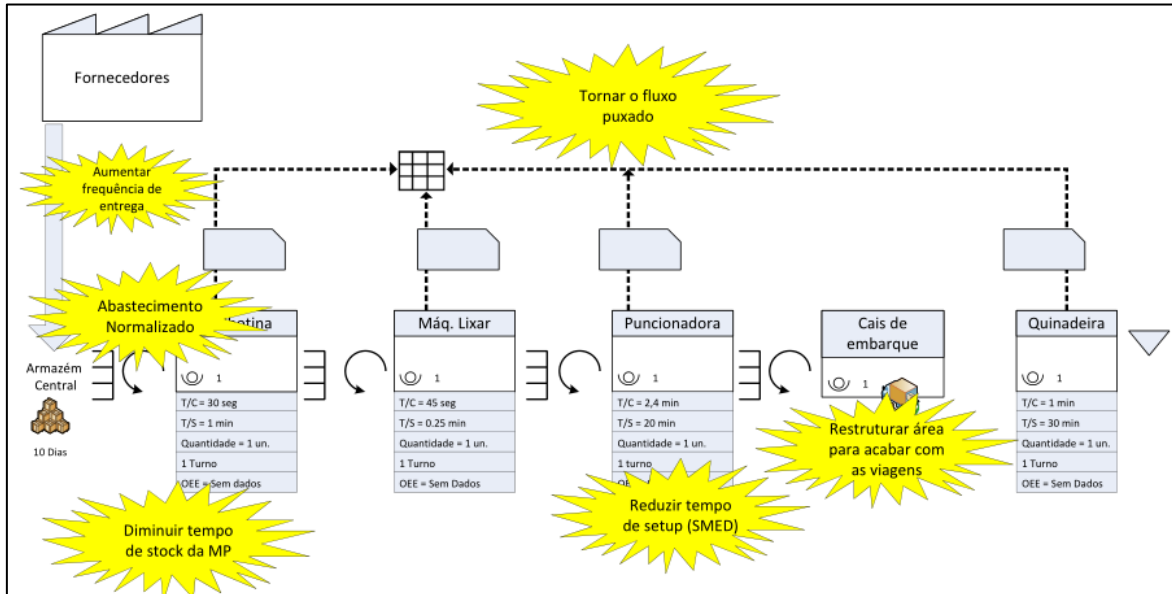 Fornecedores
Tornar o fluxo
puxado
Aumentar
frequência de
entrega
Abastecimento
Normalizado
Armazém
Central
10 Dias
1
T/C = 30 seg
T/S = 1 min
Quantidade = 1 un.
1 Turno
OEE = Sem dados
Diminuir tempo
de stock da MP
Máq. Lixar
1
T/C = 45 seg
T/S = 0.25 min
Quantidade = 1 un.
1 Turno
OEE = Sem Dados
Puncionadora
1
T/C = 2,4 min
T/S = 20 min
Quantidade = 1 un.
1 turno
Reduzir tempo
de setup (SMED)
Cais de
embarque
1
Restruturar área
para acabar com
as viagens
Quinadeira
1
T/C = 1 min
T/S = 30 min
Quantidade = 1 un.
1 Turno
OEE = Sem Dados